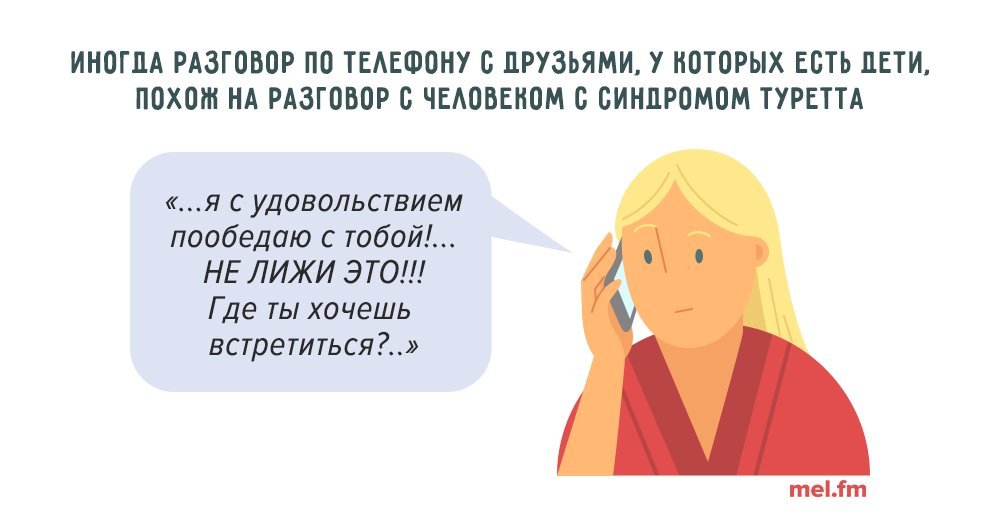 ИНОГДА РАЗГОВОР ПО ТЕЛЕФОНУ С ДРУЗЬЯМИ, У КОТОРЫХ ЕСТЬ ДЕТИ,
ПОХОЖ НА РАЗГОВОР С ЧЕЛОВЕКОМ С СИНДРОМОМ ТУРЕТТА
«...я с удовольствием
пообедаю с тобой!...
НЕ ЛИЖИ ЭТО!!!
Где ты хочешь
встретиться?..»
mel.fm